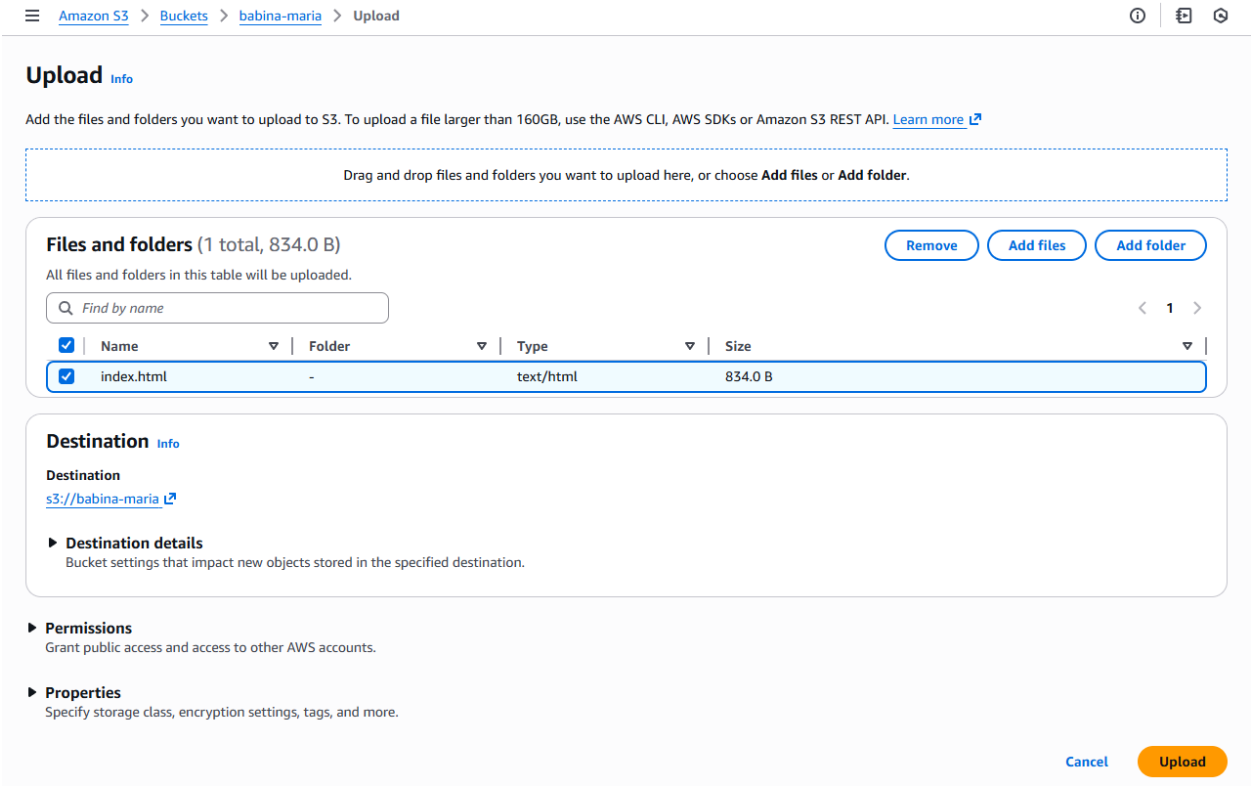 Amazon S3 > Buckets > babina-maria > Upload
Upload Info
Add the files and folders you want to upload to S3. To upload a file larger than 160GB, use the AWS CLI, AWS SDKs or Amazon S3 REST API. Learn more
Drag and drop files and folders you want to upload here, or choose Add files or Add folder.
Files and folders (1 total, 834.0 B)
Remove
Add files
Add folder
All files and folders in this table will be uploaded.
Find by name
1
Name Folder Type Size
index.html - text/html 834.0 B
Destination Info
Destination
s3://babina-maria
Destination details
Bucket settings that impact new objects stored in the specified destination.
Permissions
Grant public access and access to other AWS accounts.
Properties
Specify storage class, encryption settings, tags, and more.
Cancel
Upload